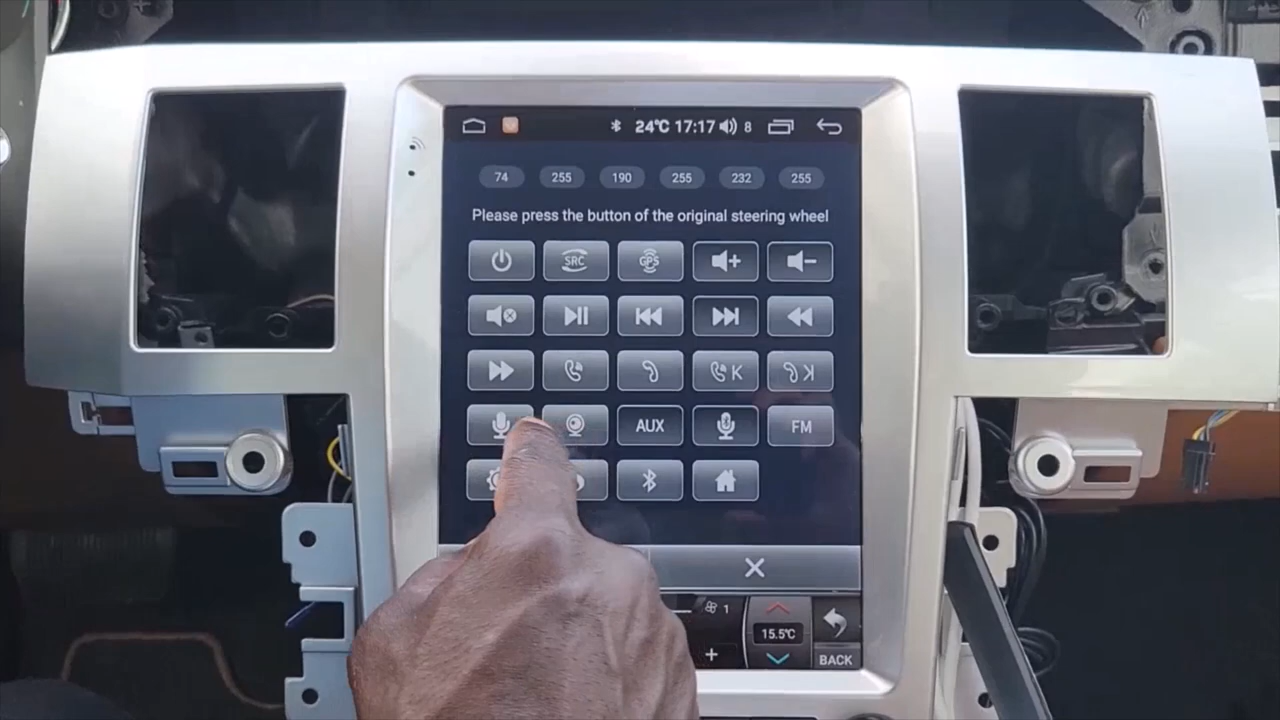 24℃ 17:17 8
74 255 190 255 232 255
Please press the button of the original steering wheel
SRC GPS
K
AUX FM
1
15.5℃
+
BACK